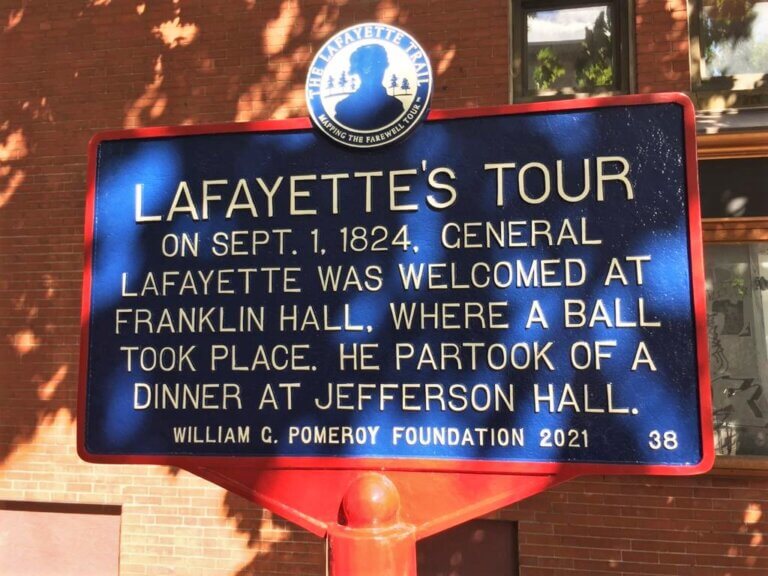 THE LAFAYETTE TRAIL
MAPPING THE FAREWELL TOUR™
LAFAYETTE'S TOUR
ON SEPT. 1, 1824, GENERAL
LAFAYETTE WAS WELCOMED AT
FRANKLIN HALL, WHERE A BALL
TOOK PLACE. HE PARTOOK OF A
DINNER AT JEFFERSON HALL.
WILLIAM G. POMEROY FOUNDATION 2021 38